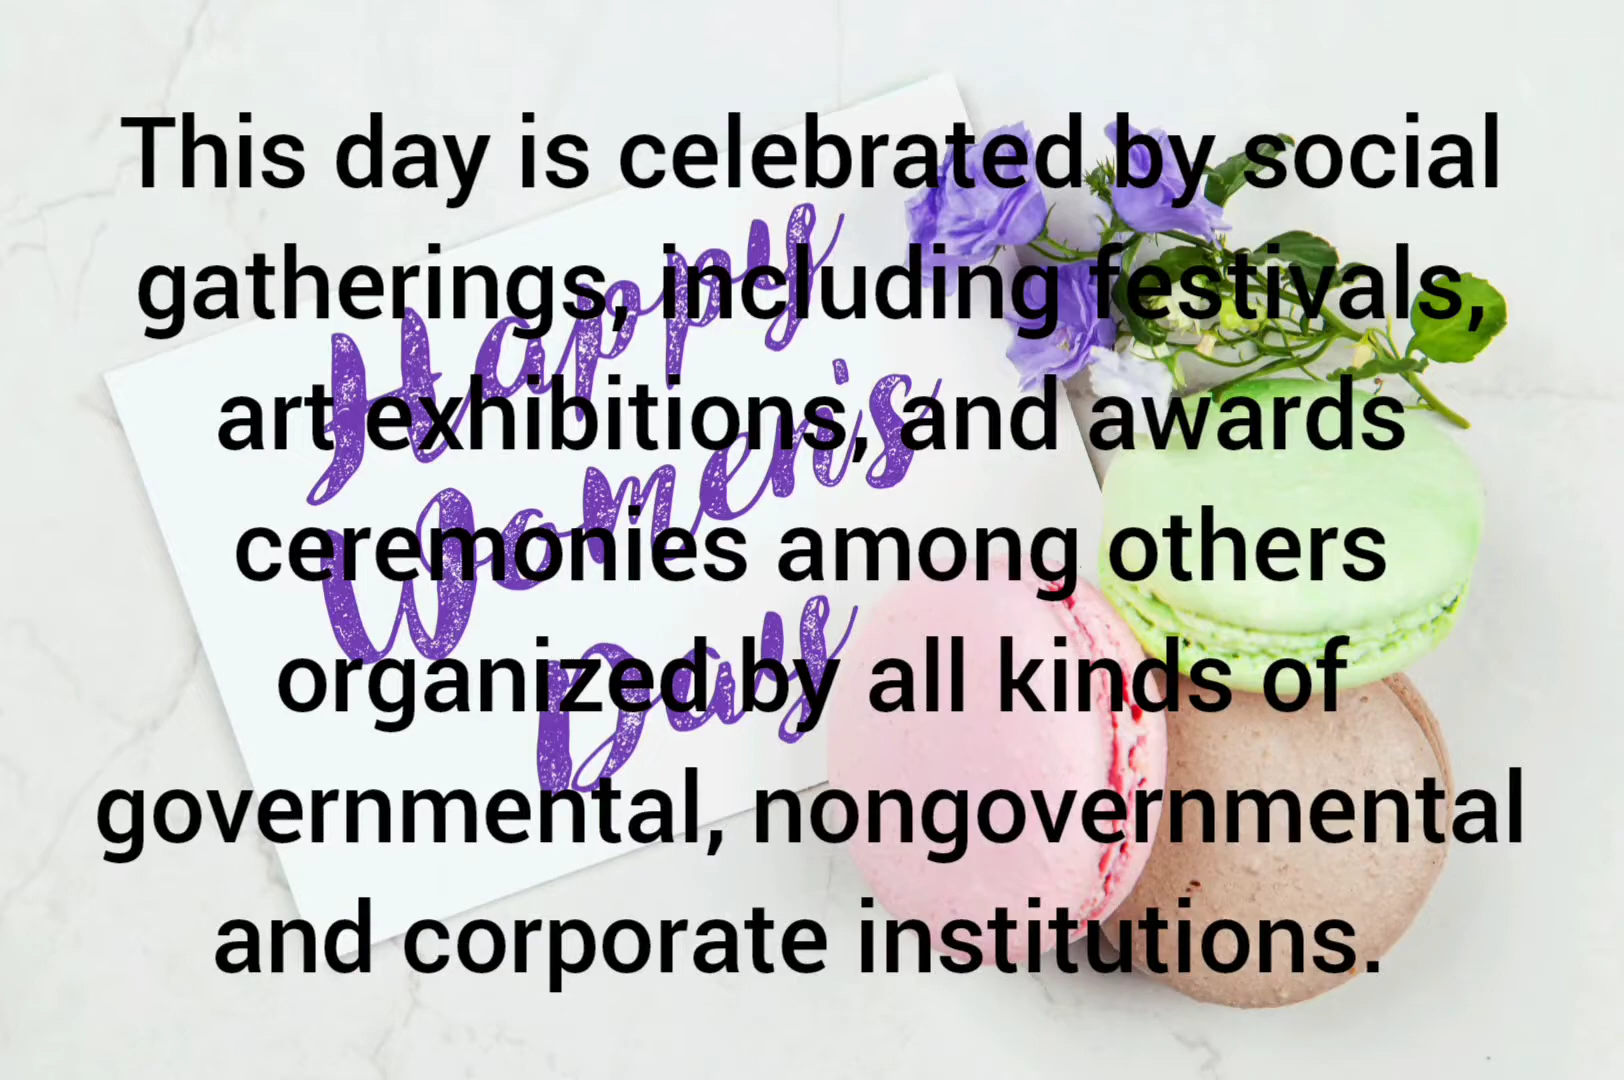 This day is celebrated by social
gatherings, including festivals,
art exhibitions, and awards
ceremonies among others
organized by all kinds of
governmental, nongovernmental
and corporate institutions.
Happy
Women's
Day